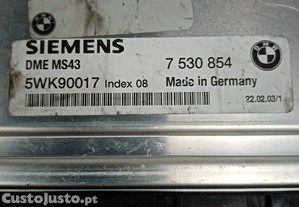 SIEMENS
DME MS43 7 530 854
5WK90017 Index 08 Made in Germany
22.02.03/1
CustoJusto.pt